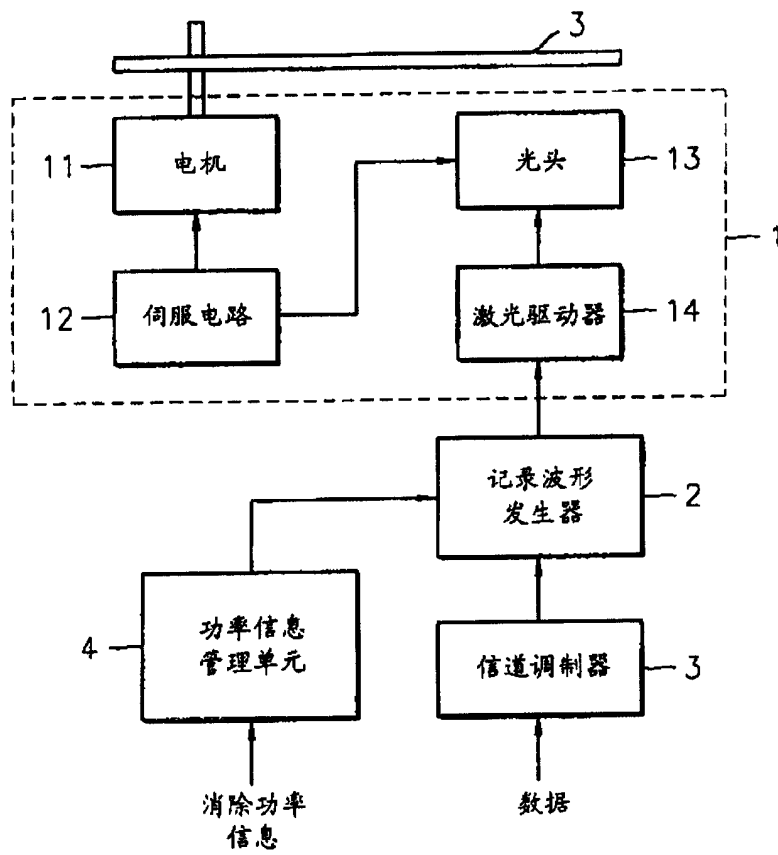 3
11
电机
光头
13
1
12
伺服电路
激光驱动器
14
记录波形
发生器
2
4
功率信息
管理单元
信道调制器
3
消除功率
信息
数据